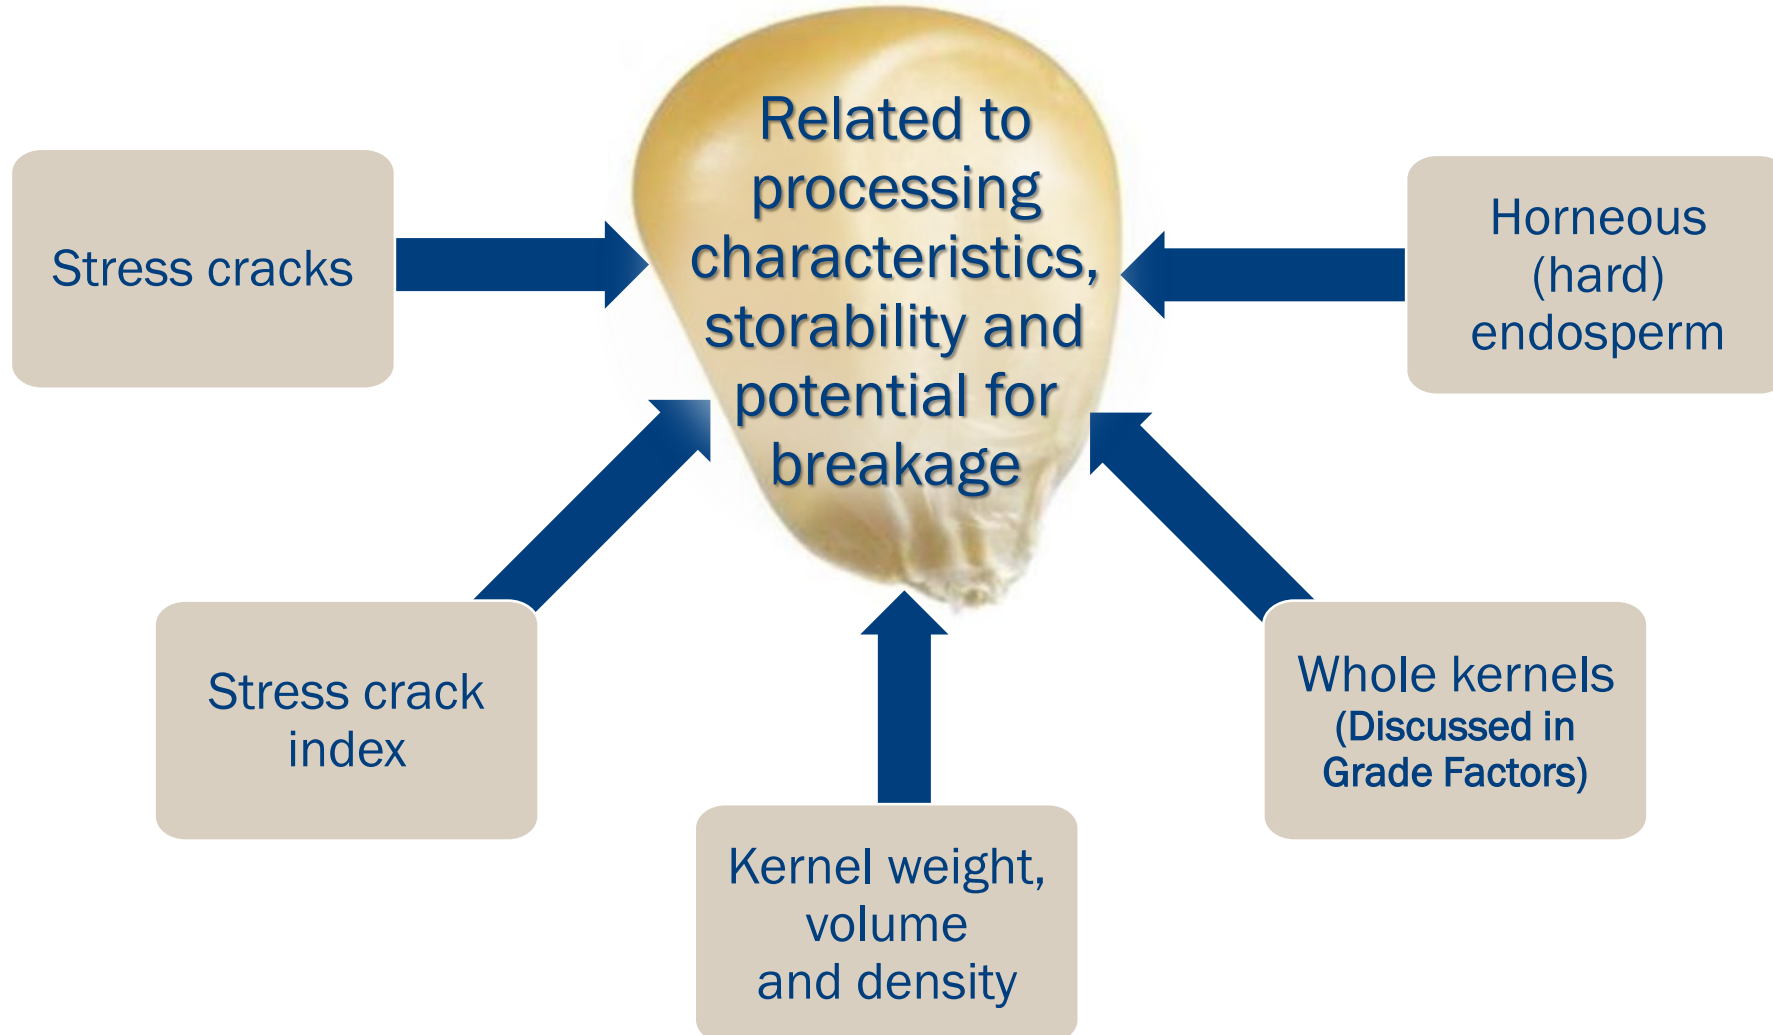 Related to
processing
characteristics,
storability and
potential for
breakage
Stress cracks
Horneous
(hard)
endosperm
Stress crack
index
Whole kernels
(Discussed in
Grade Factors)
Kernel weight,
volume
and density